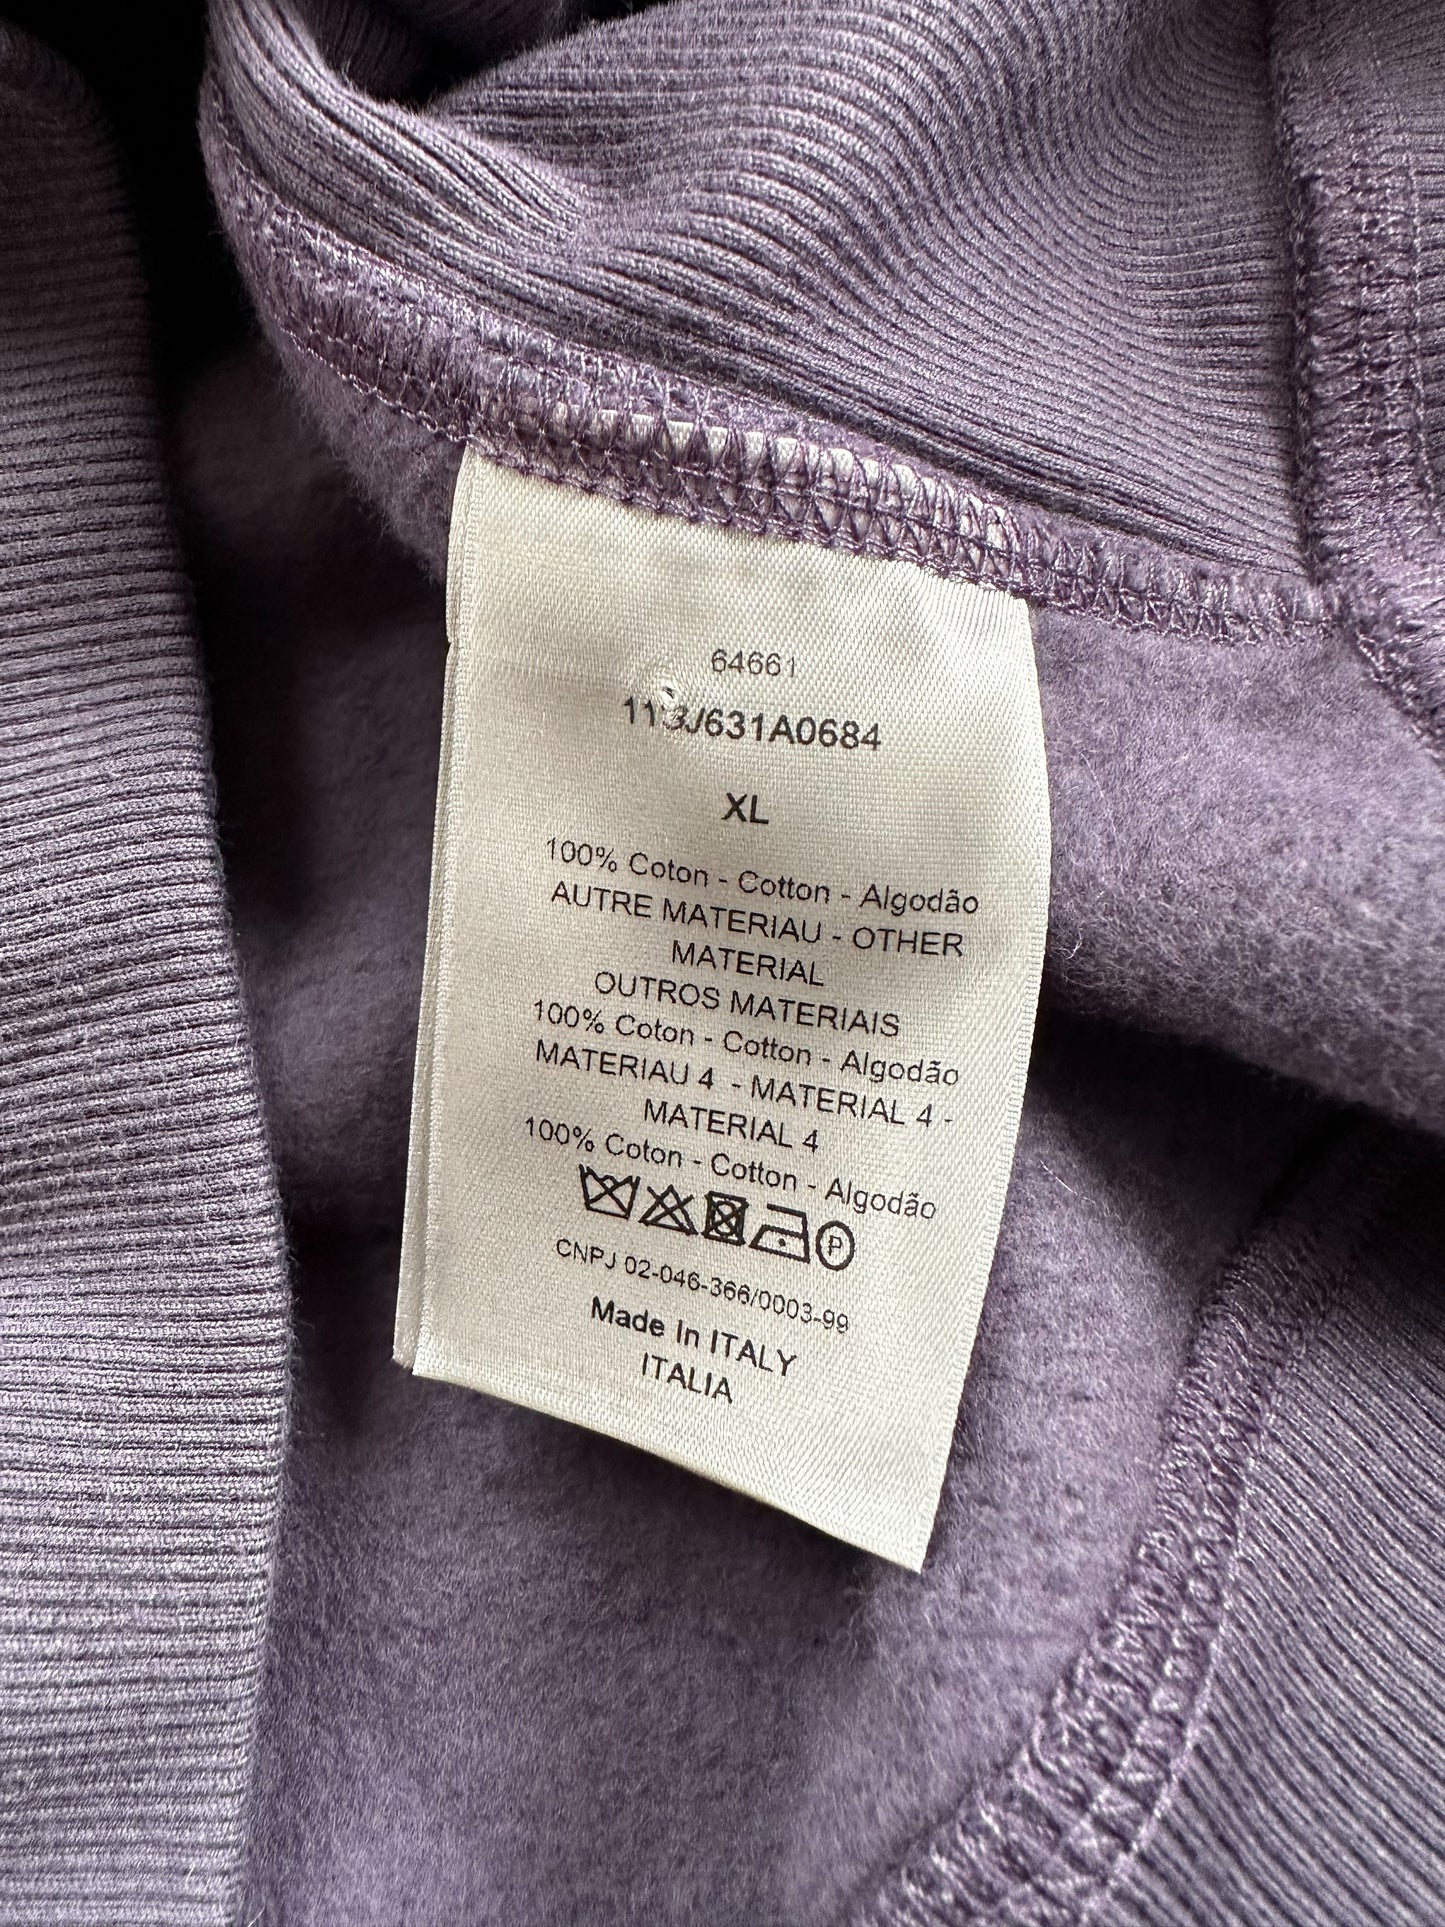 64661
113J631A0684
XL
100% Coton - Cotton - Algodão
AUTRE MATERIAU - OTHER
MATERIAL
OUTROS MATERIAIS
100% Coton - Cotton - Algodão
MATERIAU 4 - MATERIAL 4 -
MATERIAL 4
100% Coton - Cotton - Algodão
P
CNPJ 02-046-366/0003-99
Made In ITALY
ITALIA